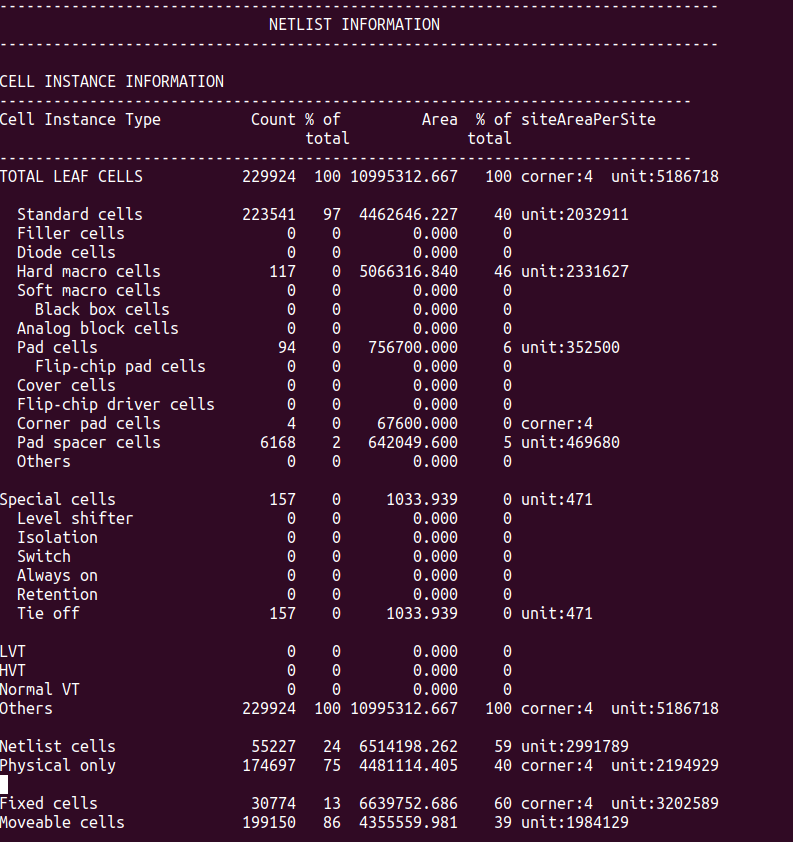 --------------------------------------------------------------------------------
NETLIST INFORMATION
--------------------------------------------------------------------------------
CELL INSTANCE INFORMATION
-----------------------------------------------------------------------------
Cell Instance Type Count % of Area % of siteAreaPerSite
total total
-----------------------------------------------------------------------------
TOTAL LEAF CELLS 229924 100 10995312.667 100 corner:4 unit:5186718
Standard cells 223541 97 4462646.227 40 unit:2032911
Filler cells 0 0 0.000 0
Diode cells 0 0 0.000 0
Hard macro cells 117 0 5066316.840 46 unit:2331627
Soft macro cells 0 0 0.000 0
Black box cells 0 0 0.000 0
Analog block cells 0 0 0.000 0
Pad cells 94 0 756700.000 6 unit:352500
Flip-chip pad cells 0 0 0.000 0
Cover cells 0 0 0.000 0
Flip-chip driver cells 0 0 0.000 0
Corner pad cells 4 0 67600.000 0 corner:4
Pad spacer cells 6168 2 642049.600 5 unit:469680
Others 0 0 0.000 0
Special cells 157 0 1033.939 0 unit:471
Level shifter 0 0 0.000 0
Isolation 0 0 0.000 0
Switch 0 0 0.000 0
Always on 0 0 0.000 0
Retention 0 0 0.000 0
Tie off 157 0 1033.939 0 unit:471
LVT 0 0 0.000 0
HVT 0 0 0.000 0
Normal VT 0 0 0.000 0
Others 229924 100 10995312.667 100 corner:4 unit:5186718
Netlist cells 55227 24 6514198.262 59 unit:2991789
Physical only 174697 75 4481114.405 40 corner:4 unit:2194929
Fixed cells 30774 13 6639752.686 60 corner:4 unit:3202589
Moveable cells 199150 86 4355559.981 39 unit:1984129